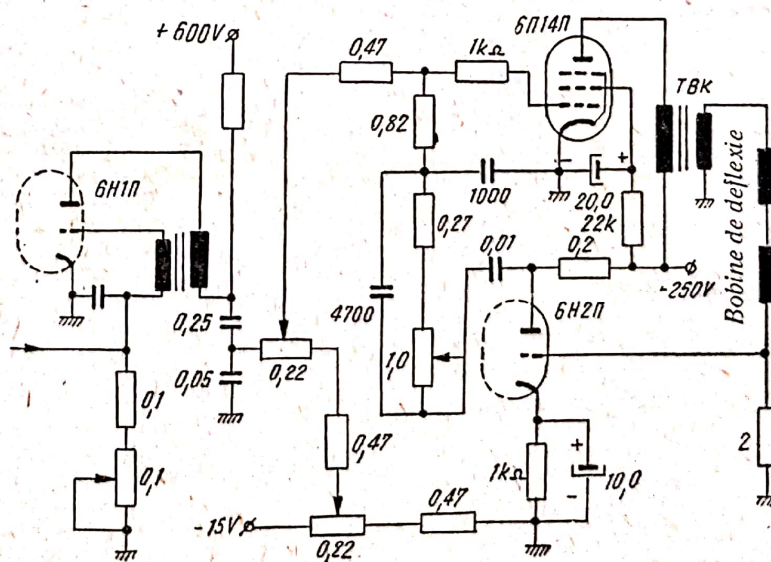 +600V
0,47
1kΩ
6П14П
ТВК
0,82
6Н1П
1000
20,0
22k
0,27
0,01
0,2
-250V
Bobine de deflexie
4700
6Н2П
0,25
0,05
0,22
1,0
0,1
0,47
2
0,1
1kΩ
10,0
-15V
0,22
0,47